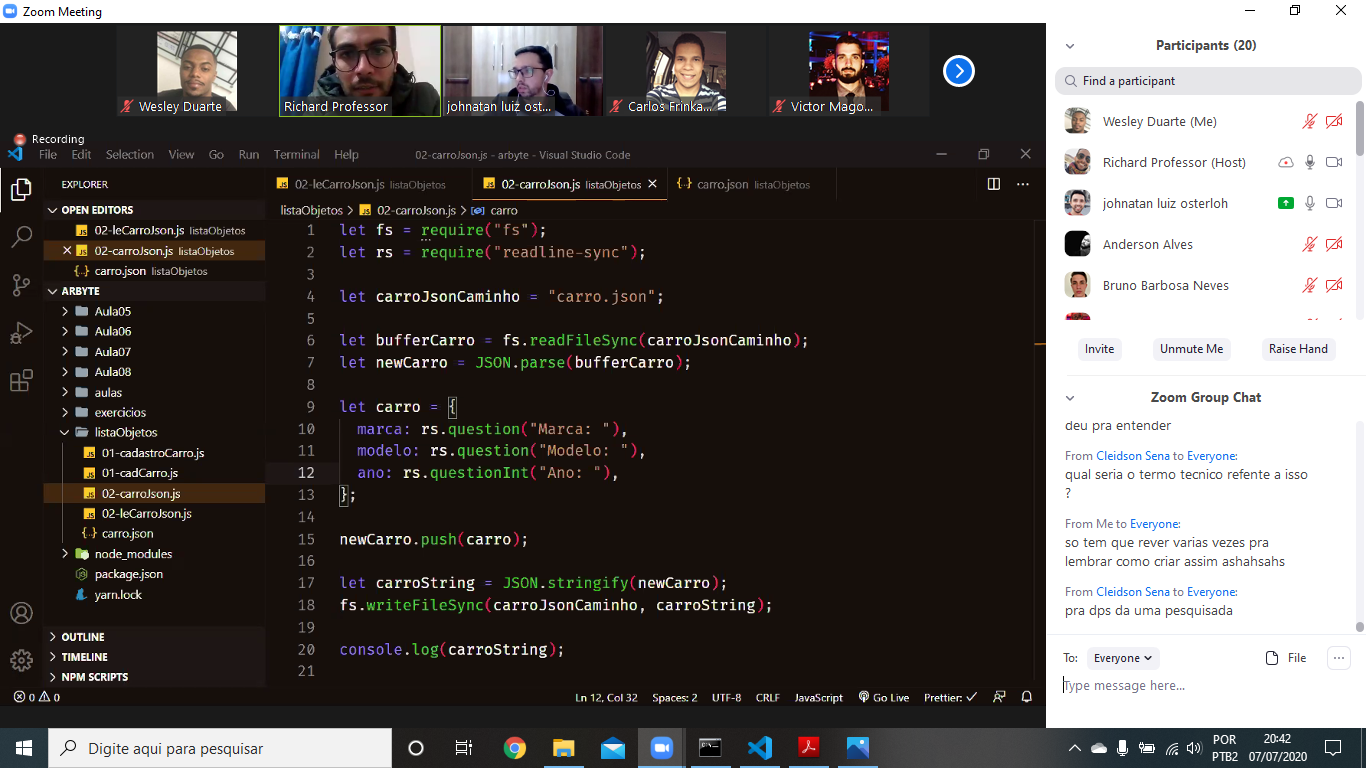 Zoom Meeting
Wesley Duarte
Richard Professor
johnatan luiz ost...
Carlos Frinka...
Victor Mago...
Recording
File Edit Selection View Go Run Terminal Help
02-carroJson.js - arbyte - Visual Studio Code
EXPLORER
OPEN EDITORS
02-leCarroJson.js listaObjetos
02-carroJson.js listaObjetos
carro.json listaObjetos
ARBYTE
Aula05
Aula06
Aula07
Aula08
aulas
exercicios
listaObjetos
01-cadastroCarro.js
01-cadCarro.js
02-carroJson.js
02-leCarroJson.js
carro.json
node_modules
package.json
yarn.lock
OUTLINE
TIMELINE
NPM SCRIPTS
02-leCarroJson.js listaObjetos
02-carroJson.js listaObjetos
carro.json listaObjetos
listaObjetos > 02-carroJson.js > carro
1 let fs = require("fs");
2 let rs = require("readline-sync");
3
4 let carroJsonCaminho = "carro.json";
5
6 let bufferCarro = fs.readFileSync(carroJsonCaminho);
7 let newCarro = JSON.parse(bufferCarro);
8
9 let carro = {
10 marca: rs.question("Marca: "),
11 modelo: rs.question("Modelo: "),
12 ano: rs.questionInt("Ano: "),
13 };
14
15 newCarro.push(carro);
16
17 let carroString = JSON.stringify(newCarro);
18 fs.writeFileSync(carroJsonCaminho, carroString);
19
20 console.log(carroString);
21
0 0
Ln 12, Col 32 Spaces: 2 UTF-8 CRLF JavaScript Go Live Prettier: ✓
Participants (20)
Find a participant
Wesley Duarte (Me)
Richard Professor (Host)
johnatan luiz osterloh
Anderson Alves
Bruno Barbosa Neves
Invite
Unmute Me
Raise Hand
Zoom Group Chat
deu pra entender
From Cleidson Sena to Everyone:
qual seria o termo tecnico refente a isso
?
From Me to Everyone:
so tem que rever varias vezes pra
lembrar como criar assim ashahsahs
From Cleidson Sena to Everyone:
pra dps da uma pesquisada
To: Everyone File ...
Type message here...
Digite aqui para pesquisar
POR
PTB2
20:42
07/07/2020